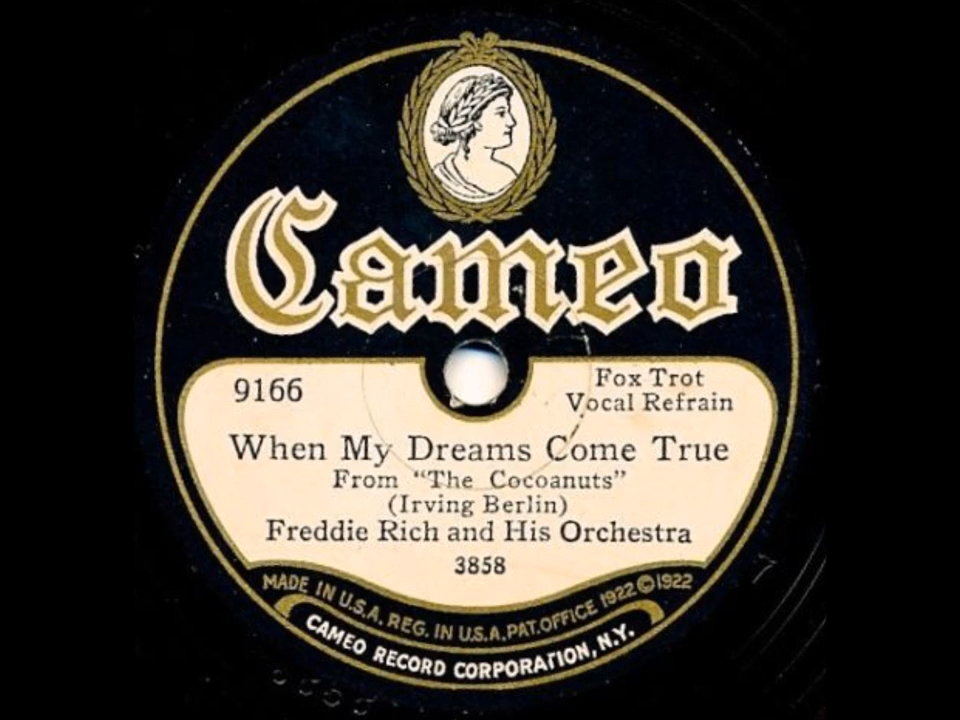 Cameo
9166
Fox Trot
Vocal Refrain
When My Dreams Come True
From "The Cocoanuts"
(Irving Berlin)
Freddie Rich and His Orchestra
3858
MADE IN U.S.A. REG. IN U.S.A. PAT. OFFICE 1922 © 1922
CAMEO RECORD CORPORATION, N.Y.